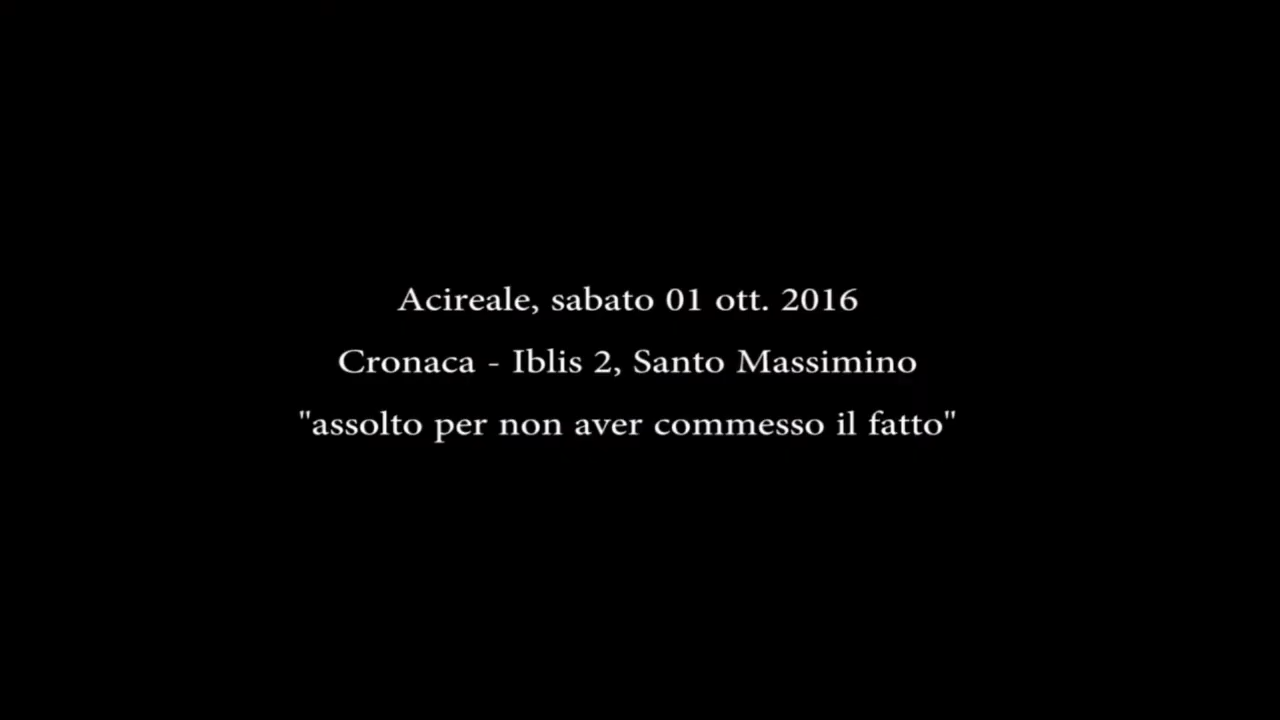 Acireale, sabato 01 ott. 2016
Cronaca - Iblis 2, Santo Massimino
"assolto per non aver commesso il fatto"